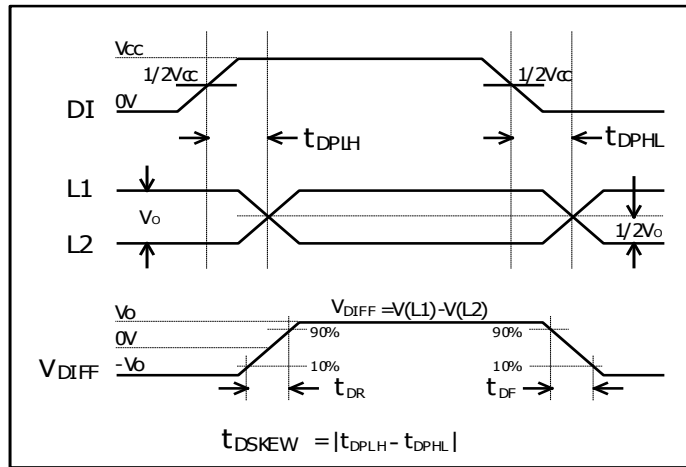 Vcc
1/2Vcc
1/2Vcc
DI
0V
tDPLH
tDPHL
L1
Vo
L2
1/2Vo
Vo
VDIFF =V(L1)-V(L2)
0V
90%
90%
VDIFF
-Vo
10%
10%
tDR
tDF
tDSKEW =|tDPLH - tDPHL|